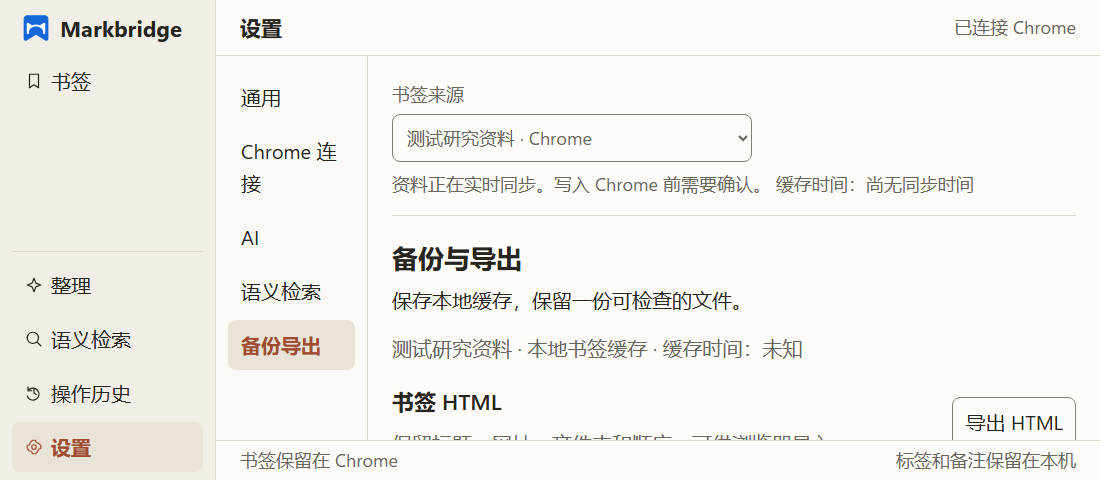 Markbridge
书签
整理
语义检索
操作历史
设置
设置
已连接 Chrome
通用
Chrome 连
接
AI
语义检索
备份导出
书签来源
测试研究资料 · Chrome
资料正在实时同步。写入 Chrome 前需要确认。 缓存时间：尚无同步时间
备份与导出
保存本地缓存，保留一份可检查的文件。
测试研究资料 · 本地书签缓存 · 缓存时间：未知
书签 HTML
导出 HTML
书签保留在 Chrome
标签和备注保留在本机